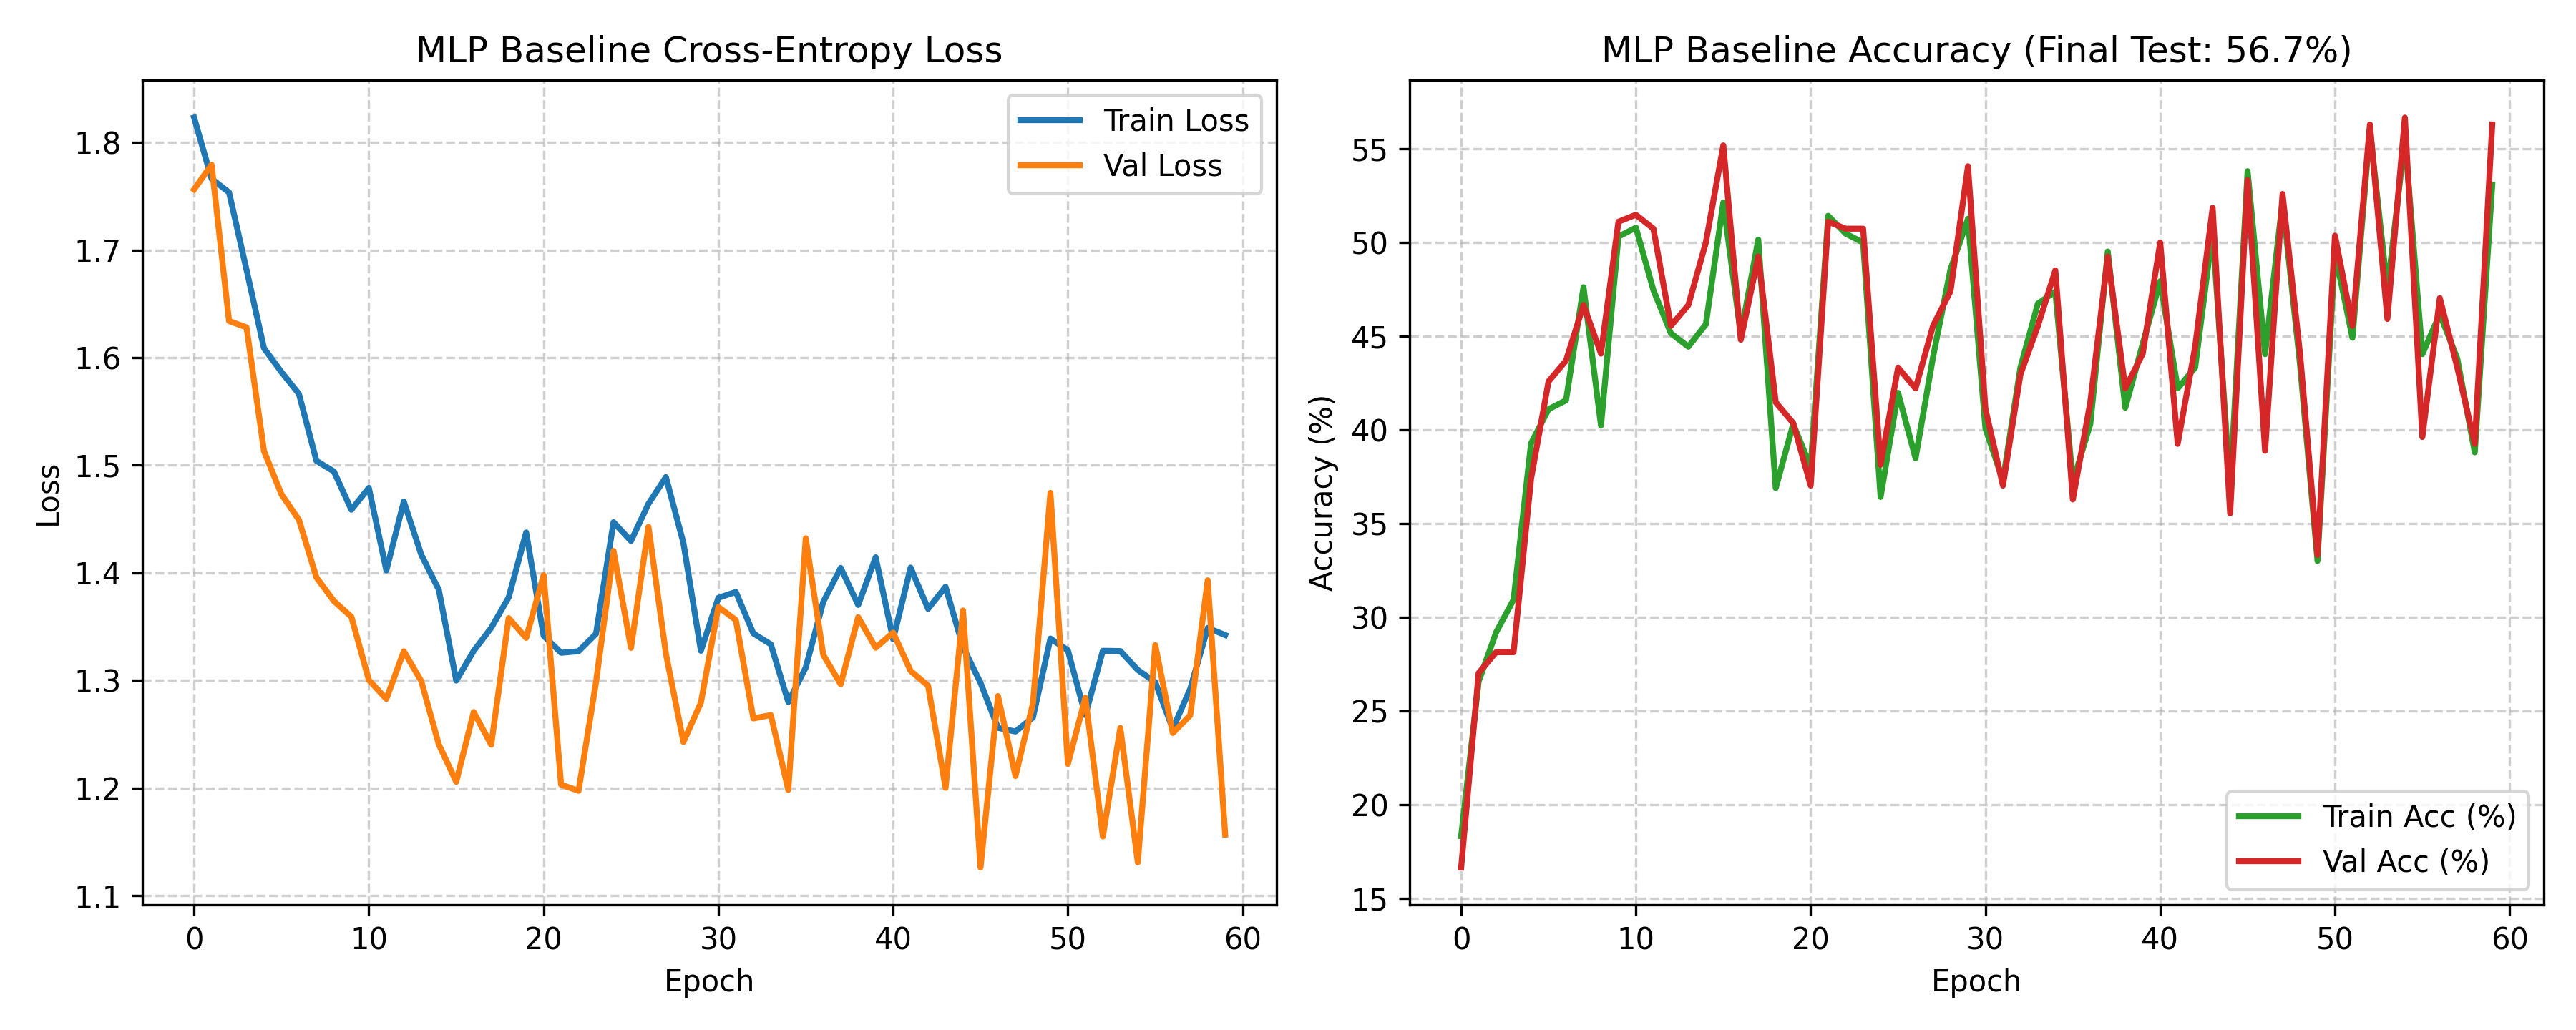 MLP Baseline Cross-Entropy Loss
Train Loss
Val Loss
Loss
1.8
1.7
1.6
1.5
1.4
1.3
1.2
1.1
0 10 20 30 40 50 60
Epoch
MLP Baseline Accuracy (Final Test: 56.7%)
Accuracy (%)
55
50
45
40
35
30
25
20
15
Train Acc (%)
Val Acc (%)
0 10 20 30 40 50 60
Epoch